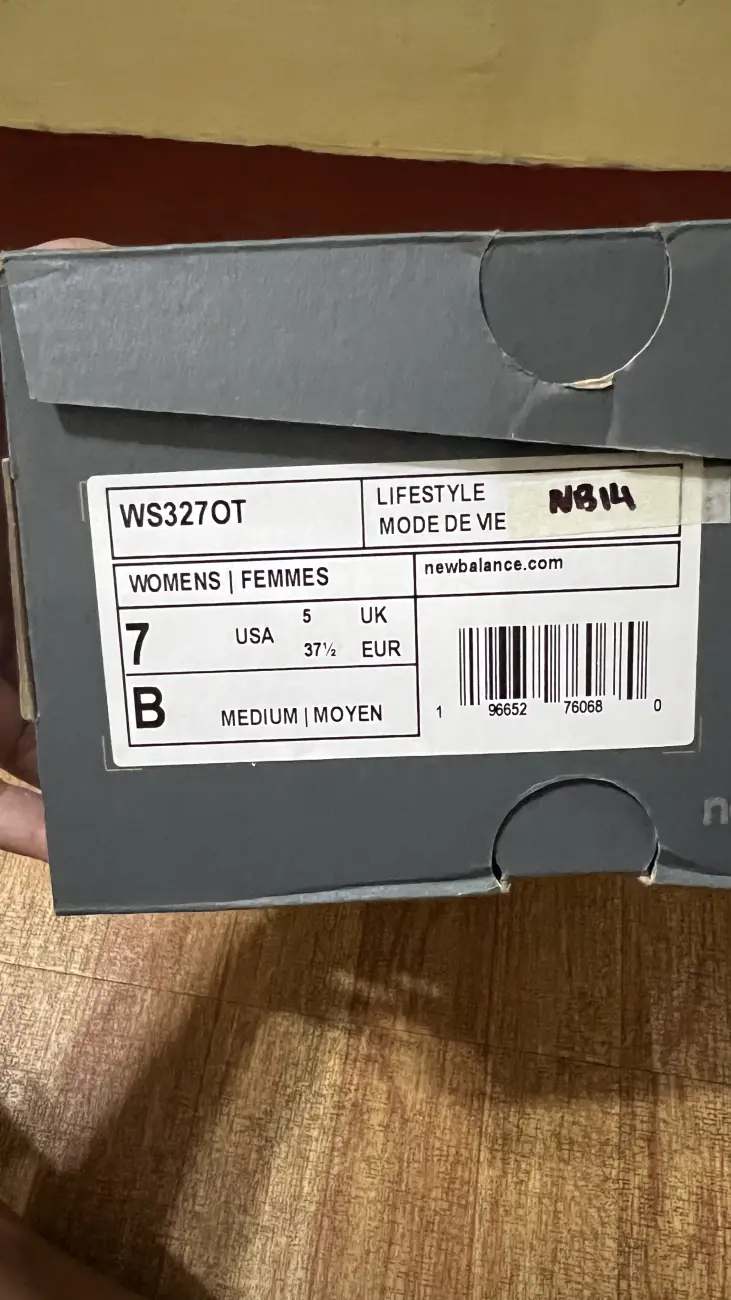 WS327OT
LIFESTYLE
MODE DE VIE
NB14
WOMENS | FEMMES
newbalance.com
7 USA 5 UK
37½ EUR
B MEDIUM | MOYEN
1 96652 76068 0